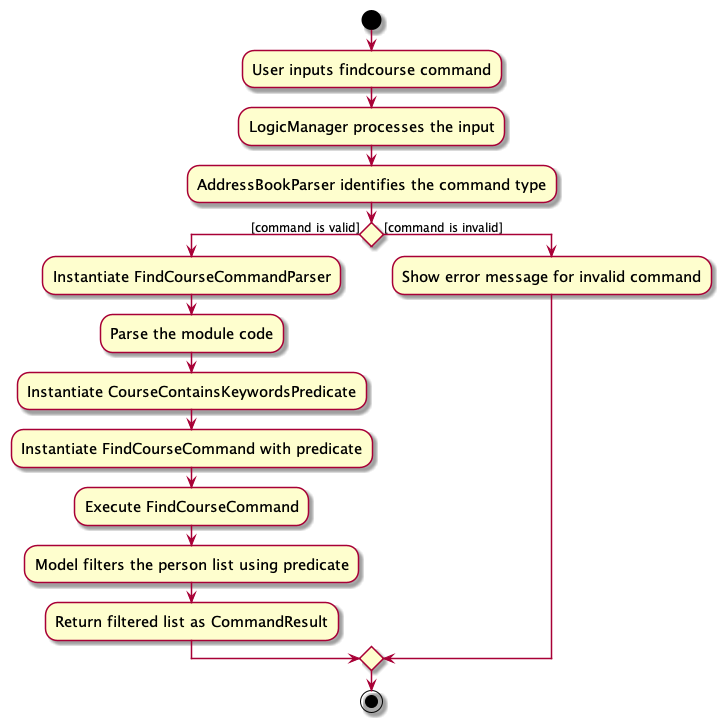 User inputs findcourse command
LogicManager processes the input
AddressBookParser identifies the command type
[command is valid]
[command is invalid]
Instantiate FindCourseCommandParser
Show error message for invalid command
Parse the module code
Instantiate CourseContainsKeywordsPredicate
Instantiate FindCourseCommand with predicate
Execute FindCourseCommand
Model filters the person list using predicate
Return filtered list as CommandResult